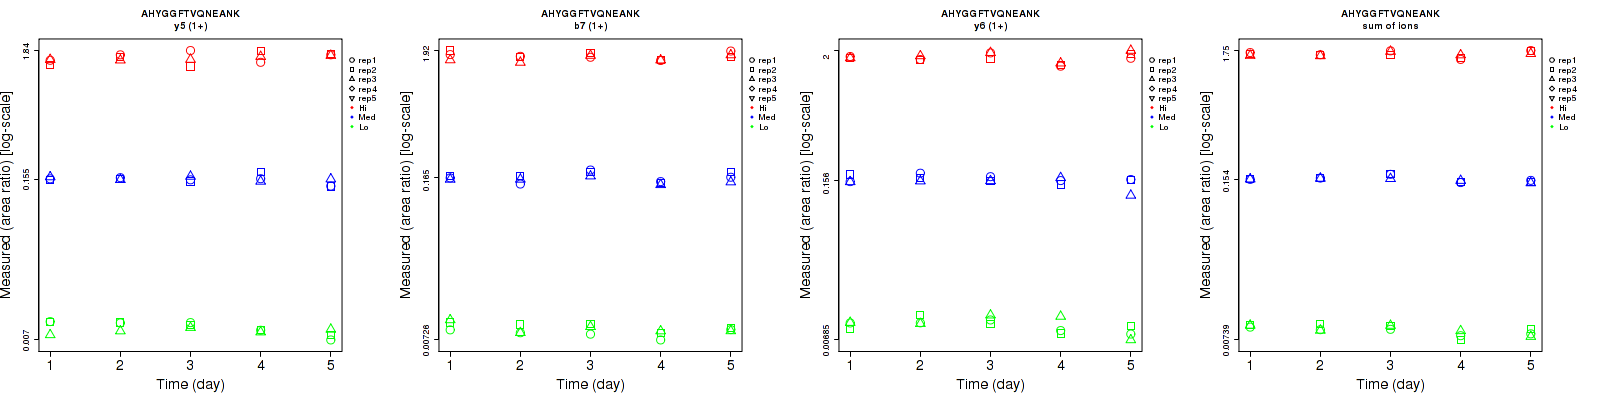 AHYGGFTVQNEANK
y5 (1+)
Measured (area ratio) [log-scale]
1.84
0.155
0.007
1 2 3 4 5
Time (day)
rep1
rep2
rep3
rep4
rep5
Hi
Med
Lo
AHYGGFTVQNEANK
b7 (1+)
Measured (area ratio) [log-scale]
1.92
0.165
0.00726
1 2 3 4 5
Time (day)
rep1
rep2
rep3
rep4
rep5
Hi
Med
Lo
AHYGGFTVQNEANK
y6 (1+)
Measured (area ratio) [log-scale]
2
0.156
0.00685
1 2 3 4 5
Time (day)
rep1
rep2
rep3
rep4
rep5
Hi
Med
Lo
AHYGGFTVQNEANK
sum of ions
Measured (area ratio) [log-scale]
1.75
0.154
0.00739
1 2 3 4 5
Time (day)
rep1
rep2
rep3
rep4
rep5
Hi
Med
Lo